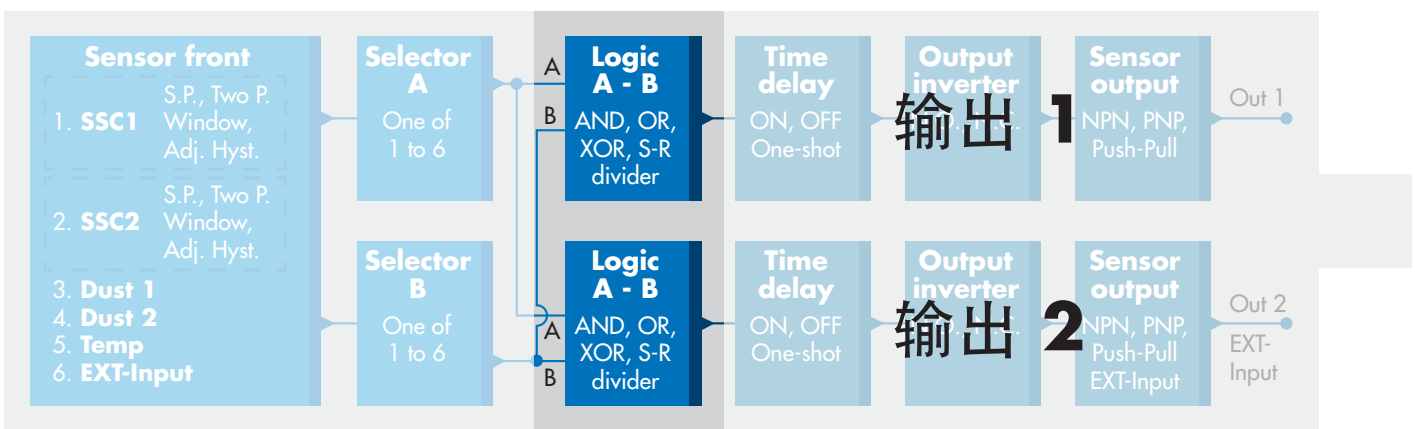 Sensor front
1. SSC1
S.P., Two P.
Window,
Adj. Hyst.
2. SSC2
S.P., Two P.
Window,
Adj. Hyst.
3. Dust 1
4. Dust 2
5. Temp
6. EXT-Input
Selector
A
One of
1 to 6
Selector
B
One of
1 to 6
A
B
Logic
A - B
AND, OR,
XOR, S-R
divider
Time
delay
ON, OFF
One-shot
Output
inverter
输出 1
Sensor
output
NPN, PNP,
Push-Pull
Out 1
A
B
Logic
A - B
AND, OR,
XOR, S-R
divider
Time
delay
ON, OFF
One-shot
Output
inverter
输出 2
Sensor
output
NPN, PNP,
Push-Pull
EXT-Input
Out 2
EXT-
Input